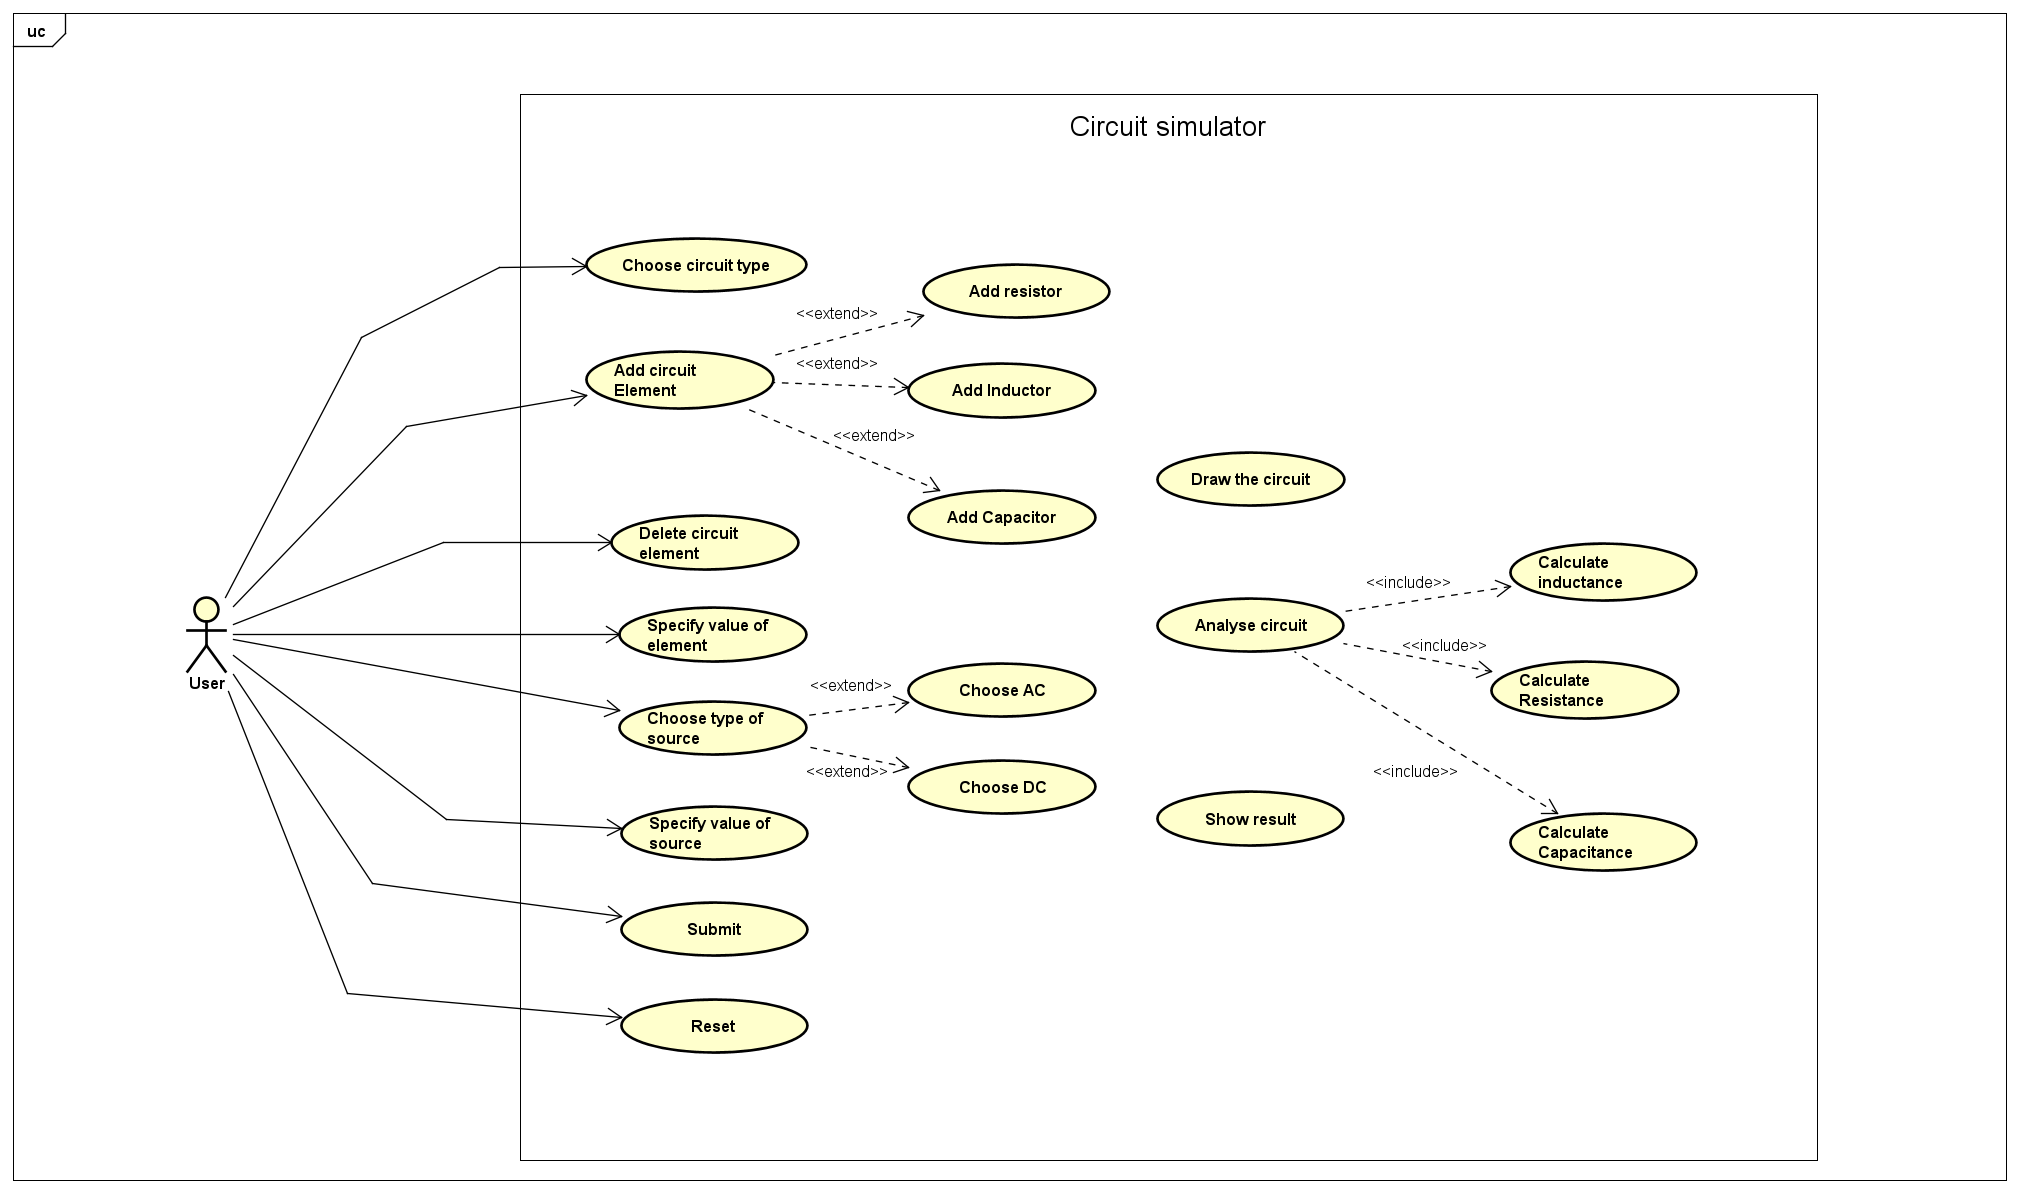 uc
Circuit simulator
Choose circuit type
Add resistor
<<extend>>
Add circuit
Element
<<extend>>
Add Inductor
<<extend>>
Add Capacitor
Draw the circuit
Delete circuit
element
Calculate
inductance
<<include>>
Specify value of
element
Analyse circuit
<<include>>
Calculate
Resistance
User
<<extend>>
Choose AC
Choose type of
source
<<extend>>
Choose DC
<<include>>
Specify value of
source
Show result
Calculate
Capacitance
Submit
Reset